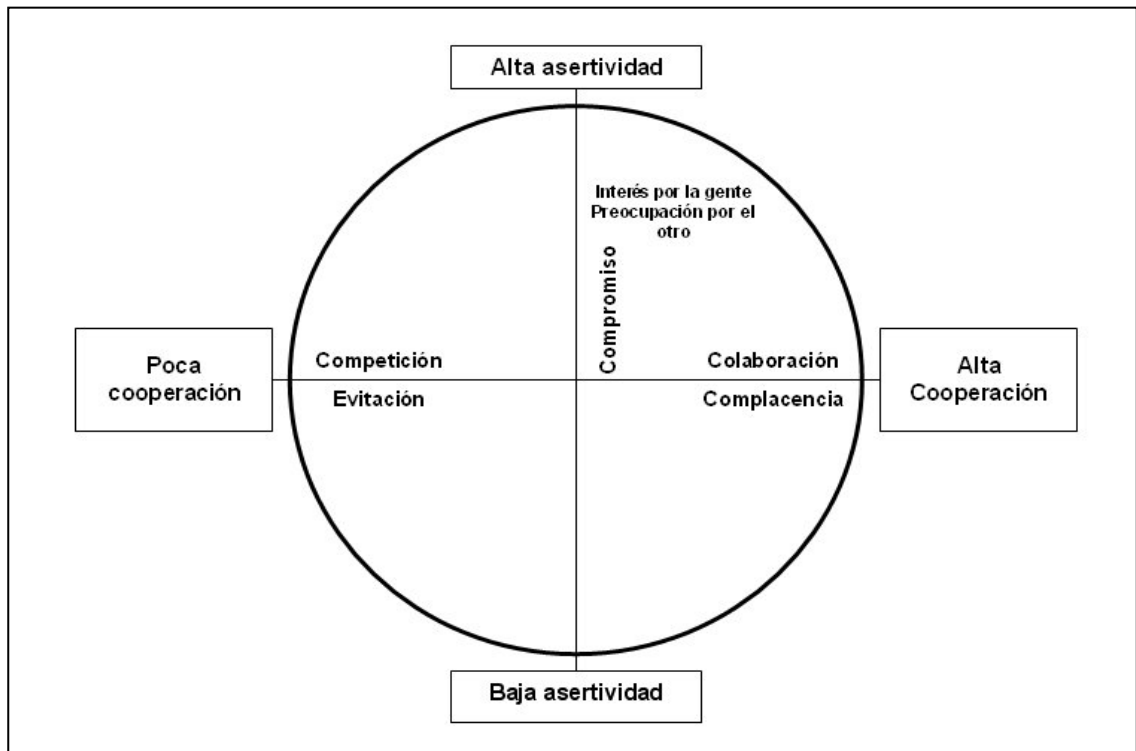 Alta asertividad
Interés por la gente
Preocupación por el
otro
Compromiso
Poca
cooperación
Competición
Colaboración
Alta
Cooperación
Evitación
Complacencia
Baja asertividad